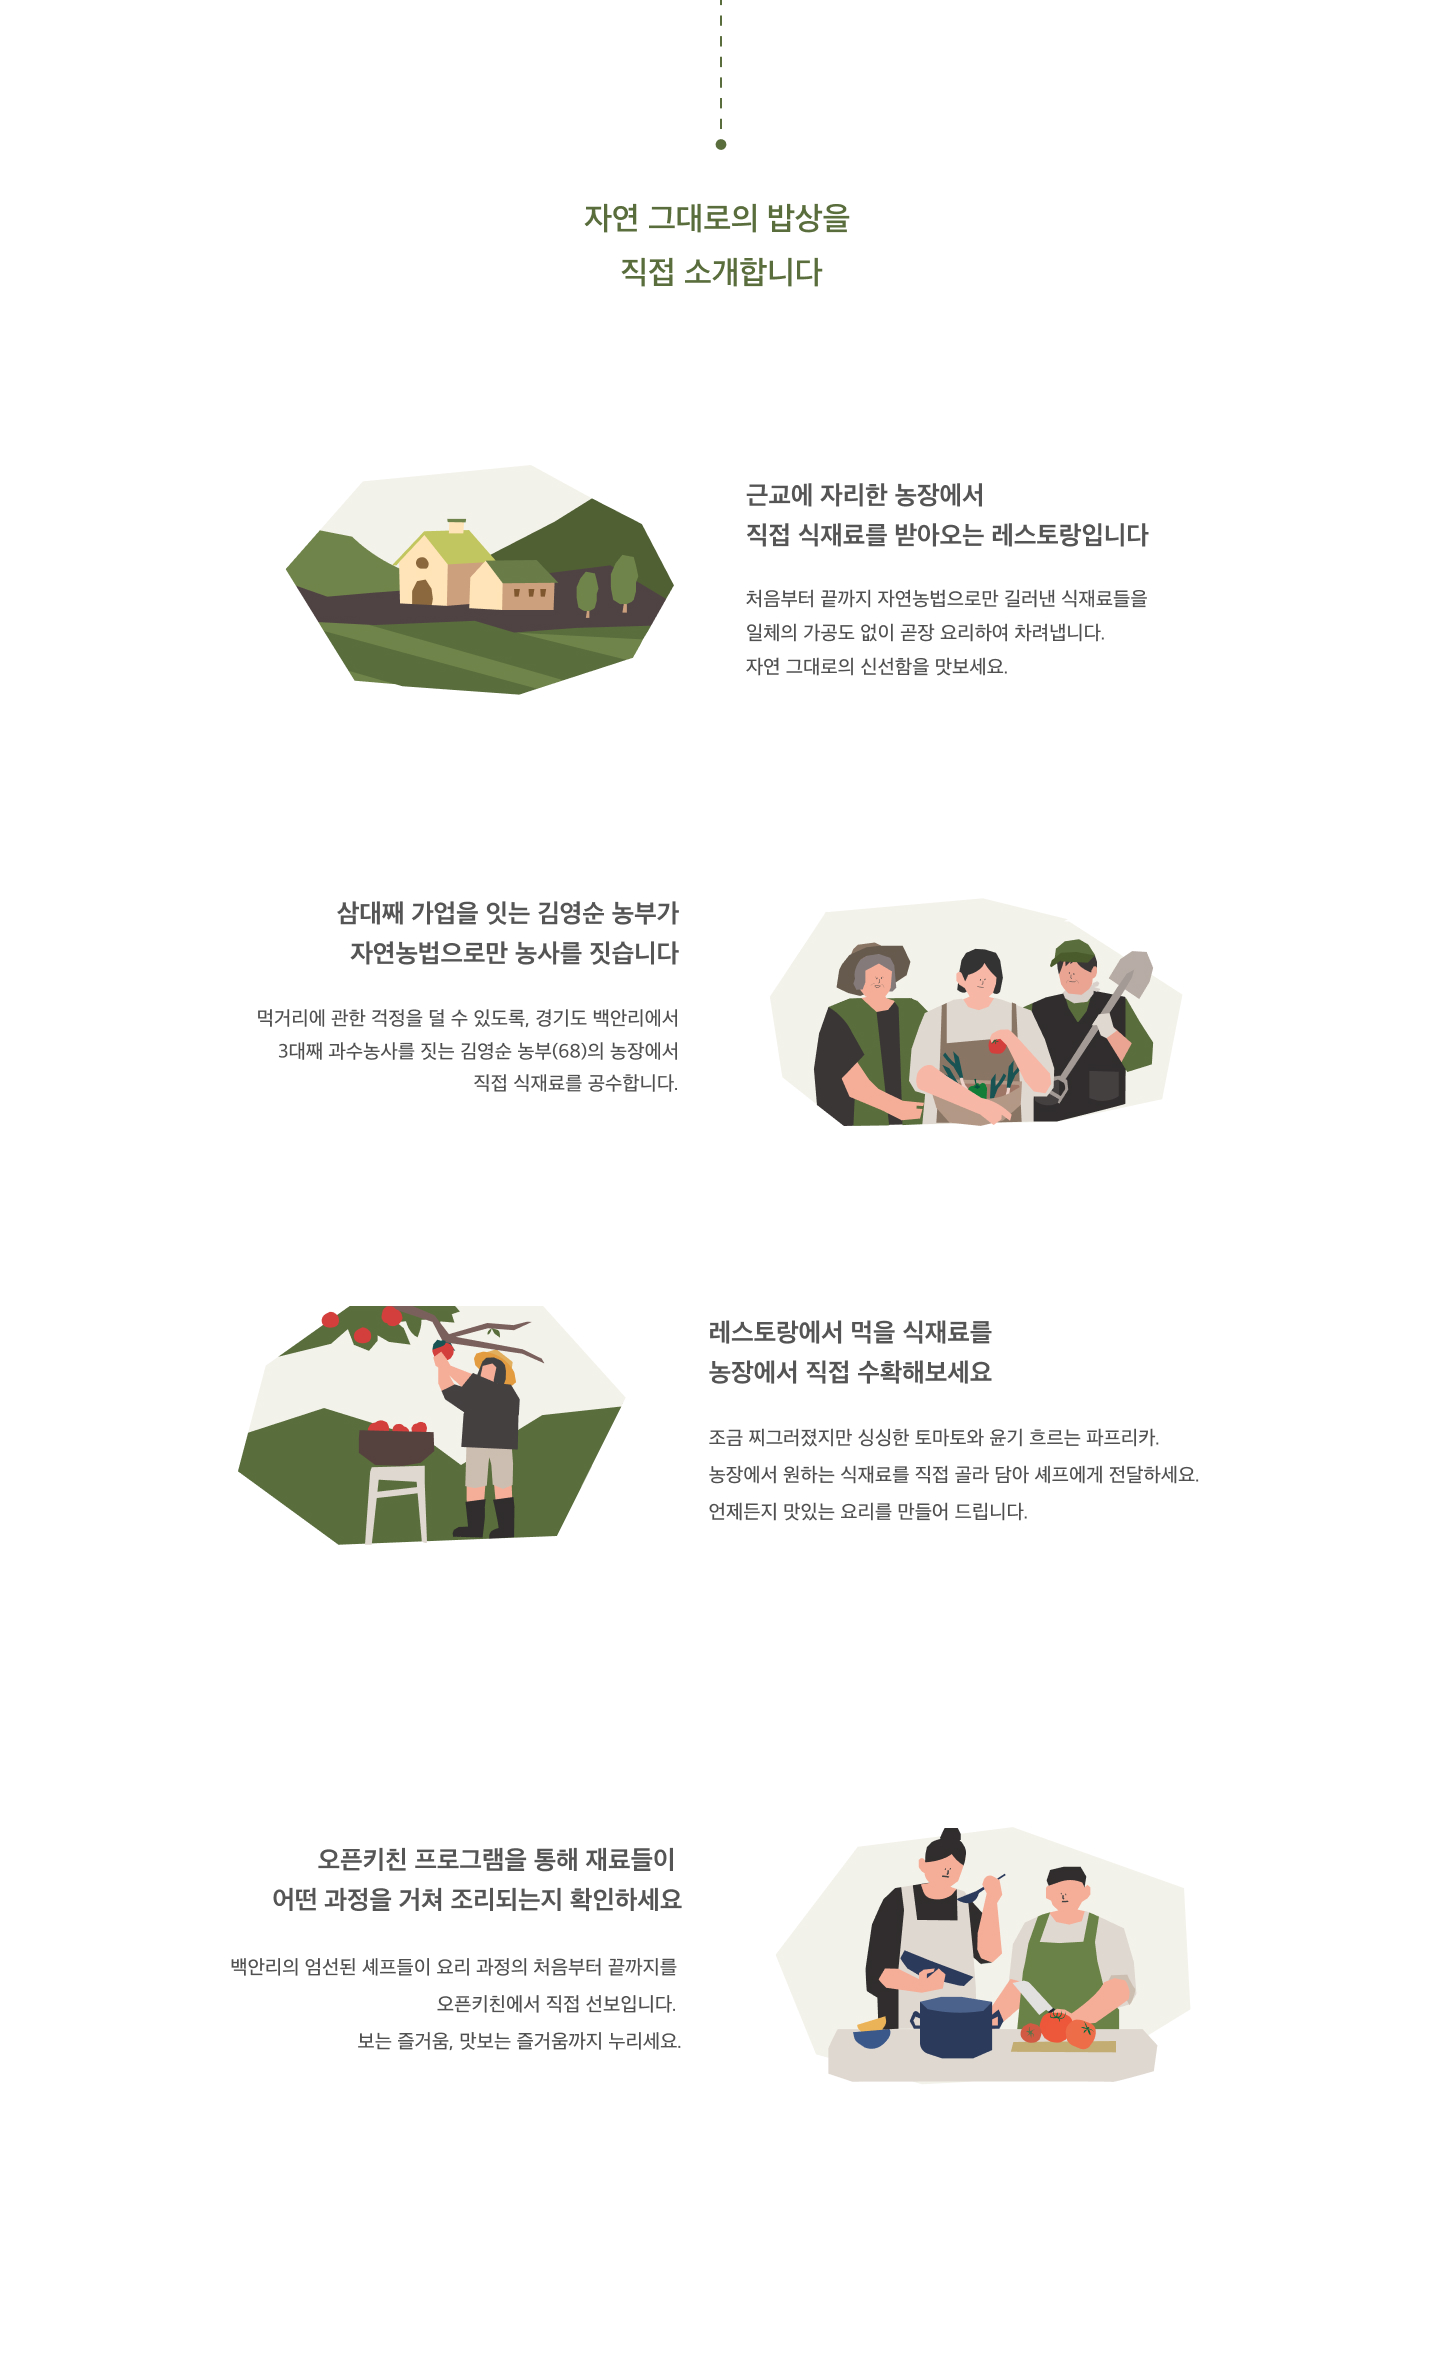 자연 그대로의 밥상을
직접 소개합니다
근교에 자리한 농장에서
직접 식재료를 받아오는 레스토랑입니다
처음부터 끝까지 자연농법으로만 길러낸 식재료들을
일체의 가공도 없이 곧장 요리하여 차려냅니다.
자연 그대로의 신선함을 맛보세요.
삼대째 가업을 잇는 김영순 농부가
자연농법으로만 농사를 짓습니다
먹거리에 관한 걱정을 덜 수 있도록, 경기도 백안리에서
3대째 과수농사를 짓는 김영순 농부(68)의 농장에서
직접 식재료를 공수합니다.
레스토랑에서 먹을 식재료를
농장에서 직접 수확해보세요
조금 찌그러졌지만 싱싱한 토마토와 윤기 흐르는 파프리카.
농장에서 원하는 식재료를 직접 골라 담아 셰프에게 전달하세요.
언제든지 맛있는 요리를 만들어 드립니다.
오픈키친 프로그램을 통해 재료들이
어떤 과정을 거쳐 조리되는지 확인하세요
백안리의 엄선된 셰프들이 요리 과정의 처음부터 끝까지를
오픈키친에서 직접 선보입니다.
보는 즐거움, 맛보는 즐거움까지 누리세요.